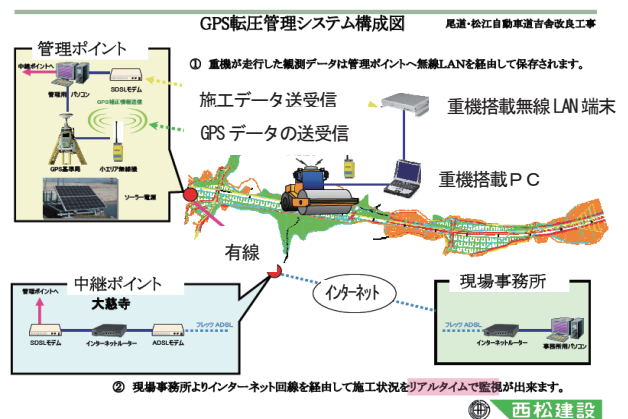 GPS転圧管理システム構成図
尾道・松江自動車道吉舎改良工事
管理ポイント
① 重機が走行した観測データは管理ポイントへ無線LANを経由して保存されます。
中継ポイントへ
管理用 パソコン
SDSLモデム
GPS補正情報送信
GPS基準局
小エリア無線機
ソーラー電源
施工データ送受信
GPS データの送受信
重機搭載無線 LAN 端末
重機搭載ＰＣ
有線
中継ポイント
管理ポイントへ
大慈寺
フレッツ ADSL
SDSLモデム
インターネットルーター
ADSLモデム
インターネット
現場事務所
フレッツ ADSL
インターネットルーター
事務所用パソコン
② 現場事務所よりインターネット回線を経由して施工状況をリアルタイムで監視が出来ます。
西松建設